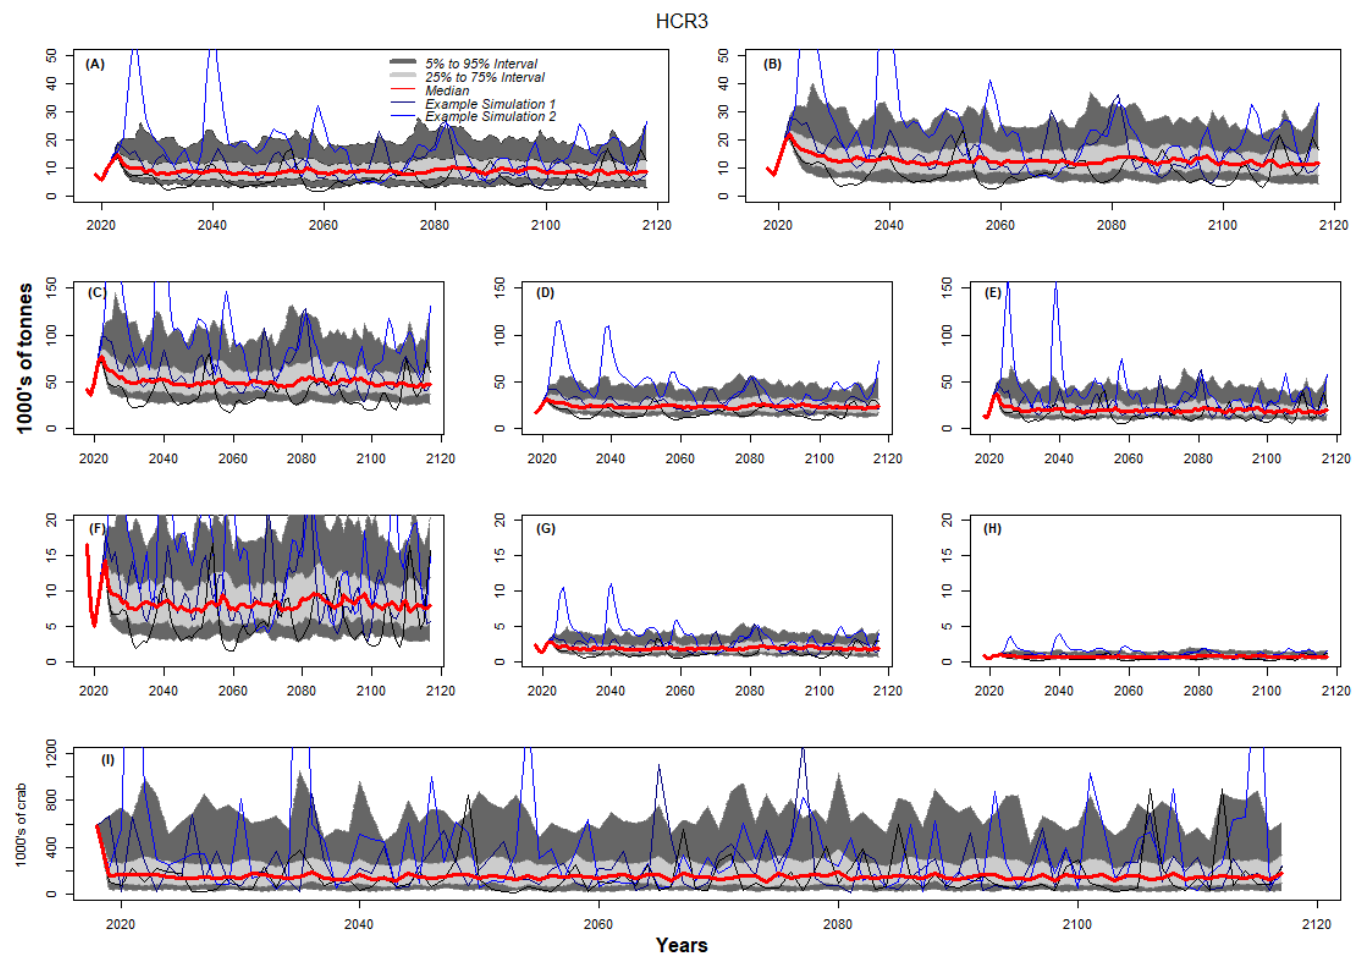 HCR3
(A)
5% to 95% Interval
25% to 75% Interval
Median
Example Simulation 1
Example Simulation 2
0 10 20 30 40 50
2020 2040 2060 2080 2100 2120
(B)
0 10 20 30 40 50
2020 2040 2060 2080 2100 2120
1000's of tonnes
(C)
0 50 100 150
2020 2040 2060 2080 2100 2120
(D)
0 50 100 150
2020 2040 2060 2080 2100 2120
(E)
0 50 100 150
2020 2040 2060 2080 2100 2120
(F)
0 5 10 15 20
2020 2040 2060 2080 2100 2120
(G)
0 5 10 15 20
2020 2040 2060 2080 2100 2120
(H)
0 5 10 15 20
2020 2040 2060 2080 2100 2120
1000's of crab
(I)
0 400 800 1200
2020 2040 2060 2080 2100 2120
Years